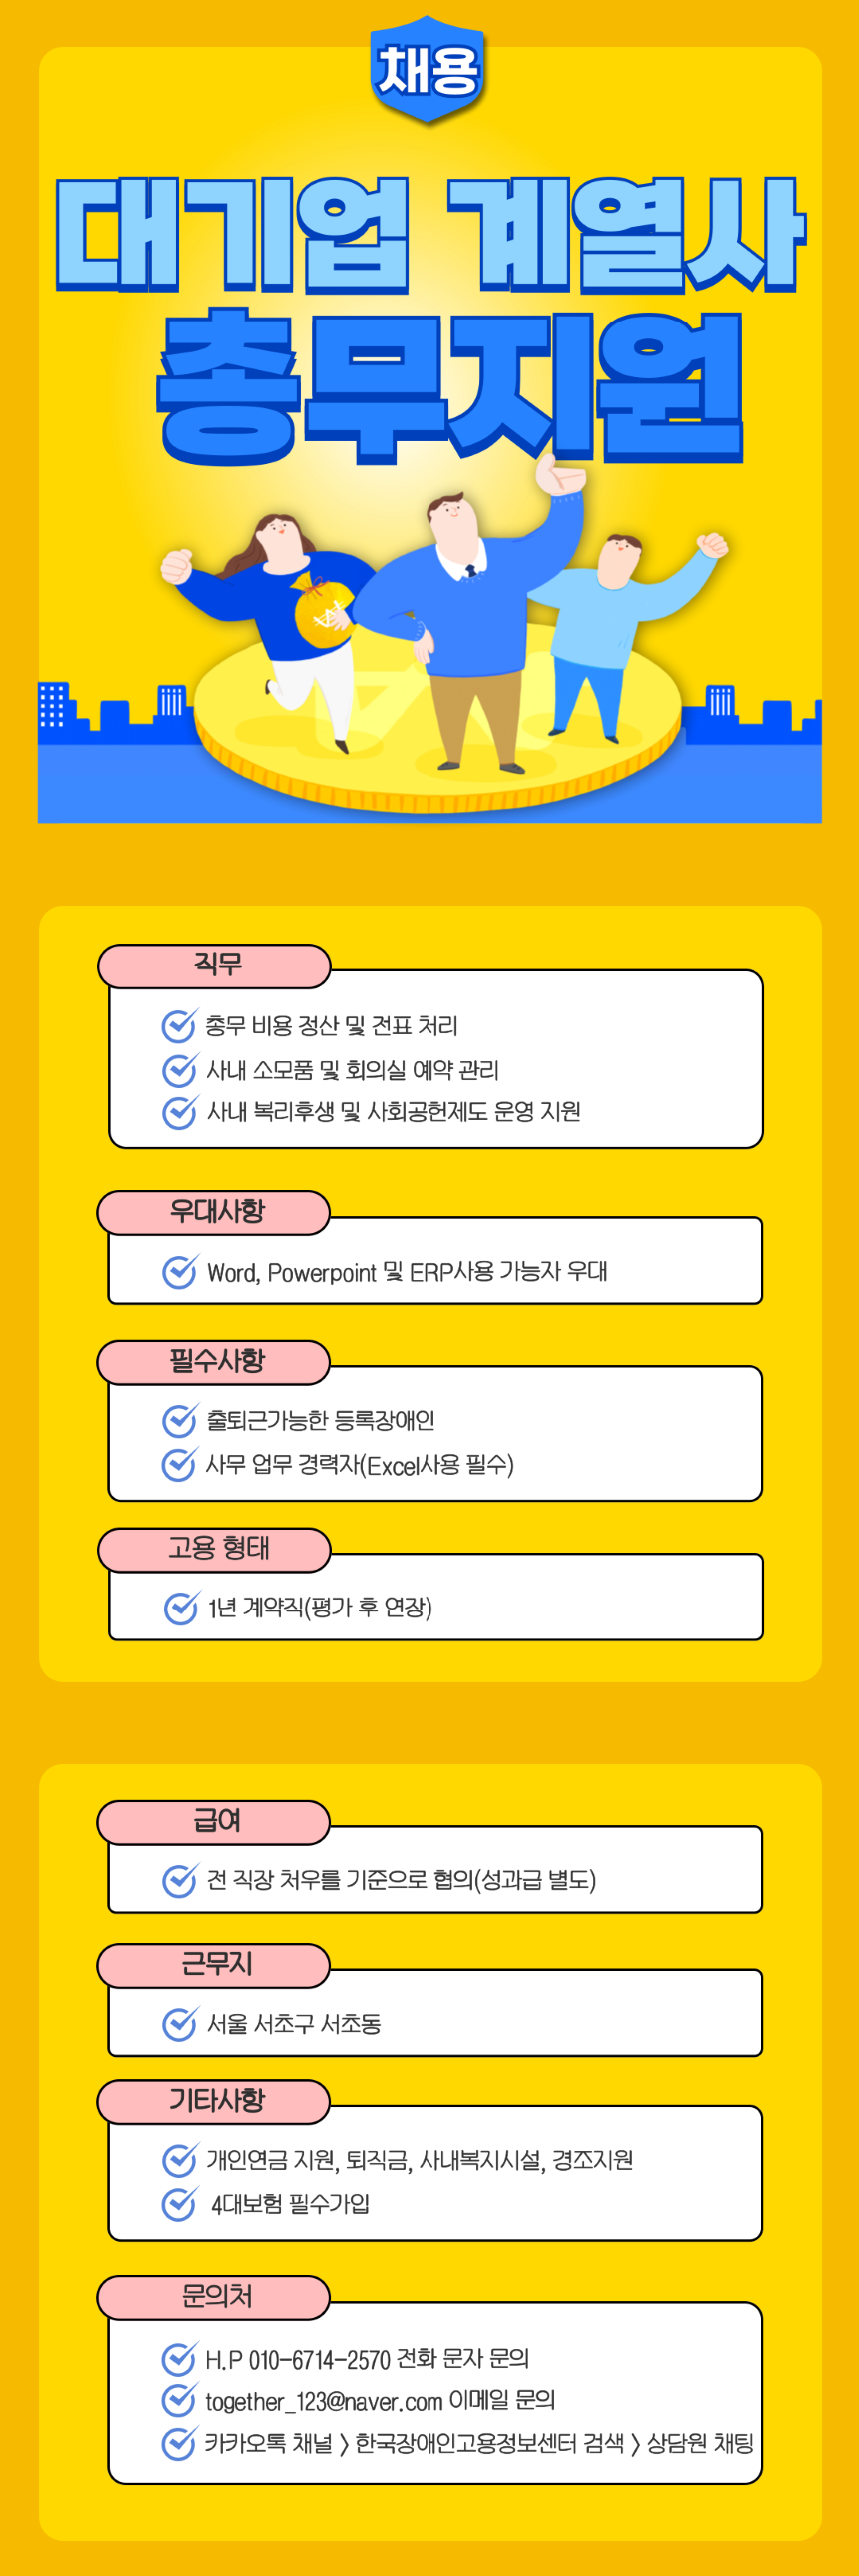 채용
대기업 계열사
총무지원
직무
총무 비용 정산 및 전표 처리
사내 소모품 및 회의실 예약 관리
사내 복리후생 및 사회공헌제도 운영 지원
우대사항
Word, Powerpoint 및 ERP사용 가능자 우대
필수사항
출퇴근가능한 등록장애인
사무 업무 경력자(Excel사용 필수)
고용 형태
1년 계약직(평가 후 연장)
급여
전 직장 처우를 기준으로 협의(성과급 별도)
근무지
서울 서초구 서초동
기타사항
개인연금 지원, 퇴직금, 사내복지시설, 경조지원
4대보험 필수가입
문의처
H.P 010-6714-2570 전화 문자 문의
together_123@naver.com 이메일 문의
카카오톡 채널 > 한국장애인고용정보센터 검색 > 상담원 채팅